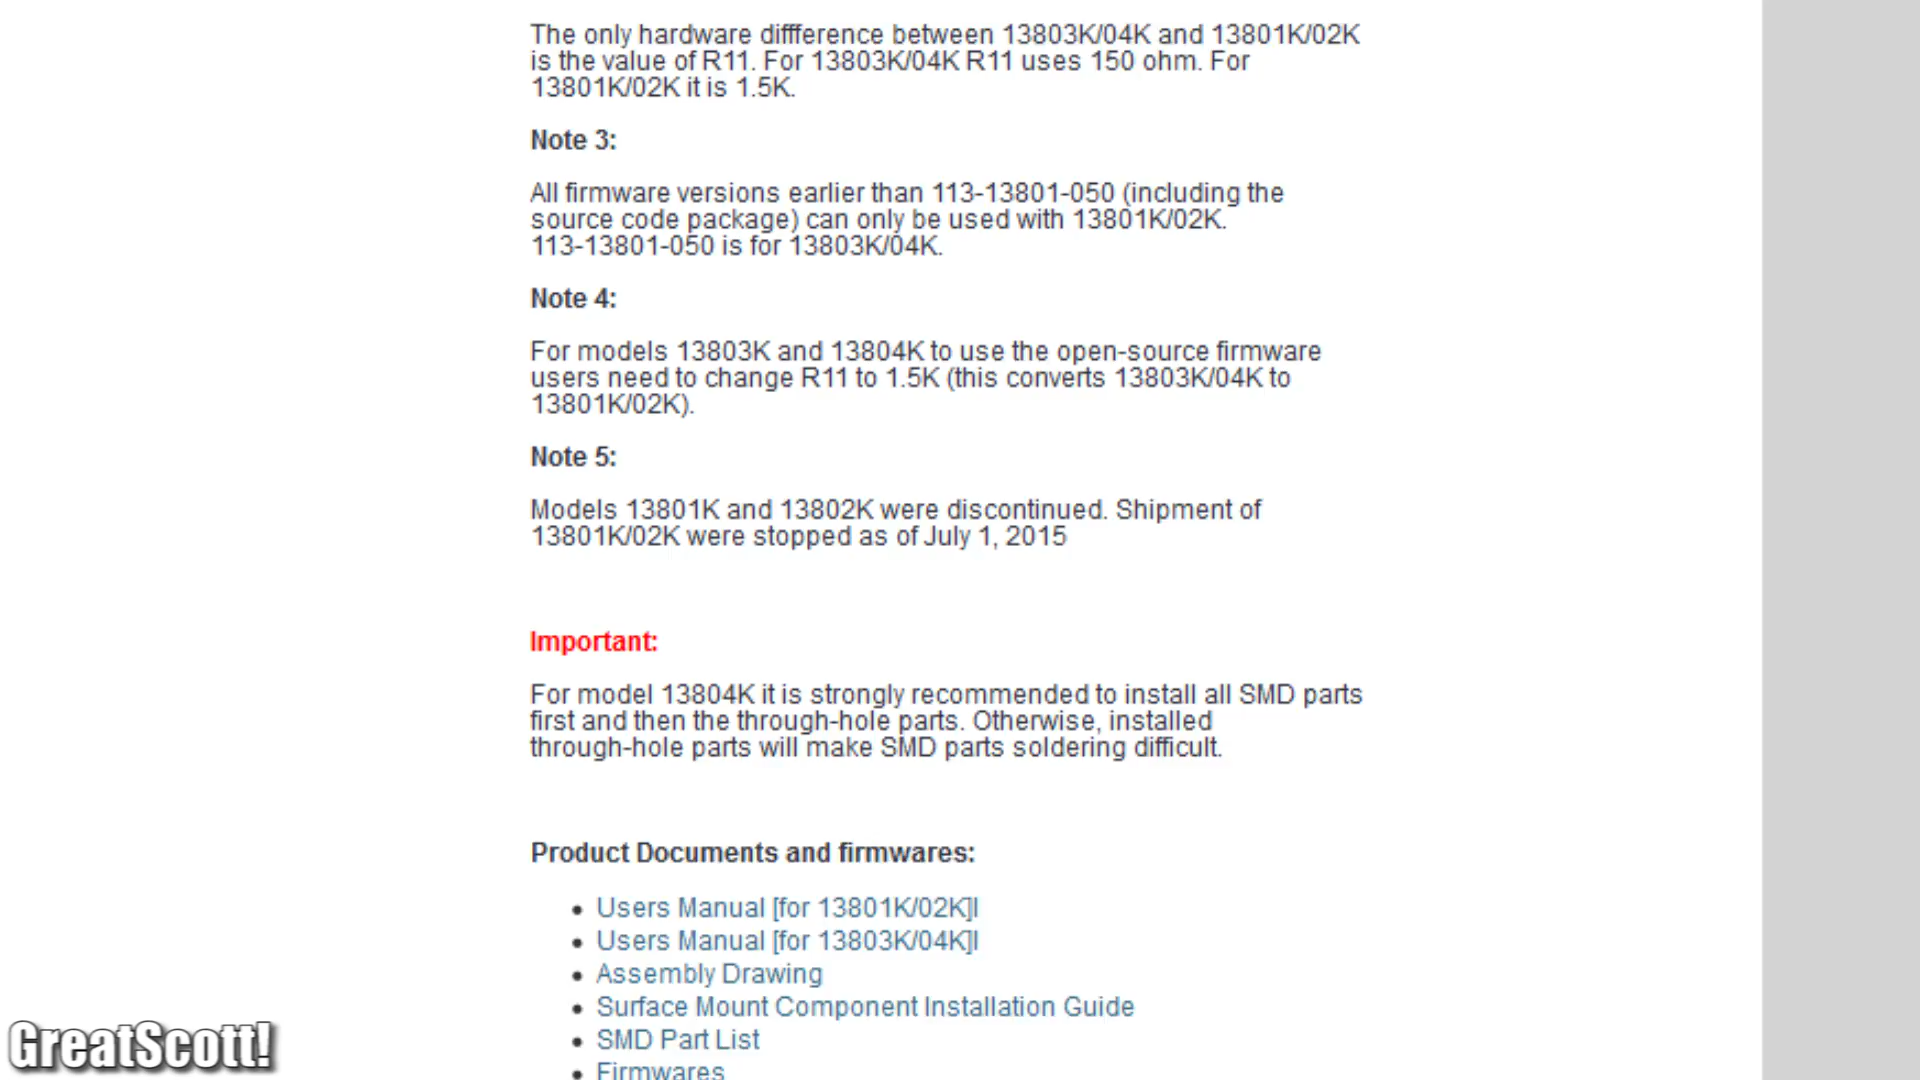 The only hardware diffference between 13803K/04K and 13801K/02K
is the value of R11. For 13803K/04K R11 uses 150 ohm. For
13801K/02K it is 1.5K.
Note 3:
All firmware versions earlier than 113-13801-050 (including the
source code package) can only be used with 13801K/02K.
113-13801-050 is for 13803K/04K.
Note 4:
For models 13803K and 13804K to use the open-source firmware
users need to change R11 to 1.5K (this converts 13803K/04K to
13801K/02K).
Note 5:
Models 13801K and 13802K were discontinued. Shipment of
13801K/02K were stopped as of July 1, 2015
Important:
For model 13804K it is strongly recommended to install all SMD parts
first and then the through-hole parts. Otherwise, installed
through-hole parts will make SMD parts soldering difficult.
Product Documents and firmwares:
• Users Manual [for 13801K/02K]l
• Users Manual [for 13803K/04K]l
• Assembly Drawing
• Surface Mount Component Installation Guide
• SMD Part List
• Firmwares
GreatScott!